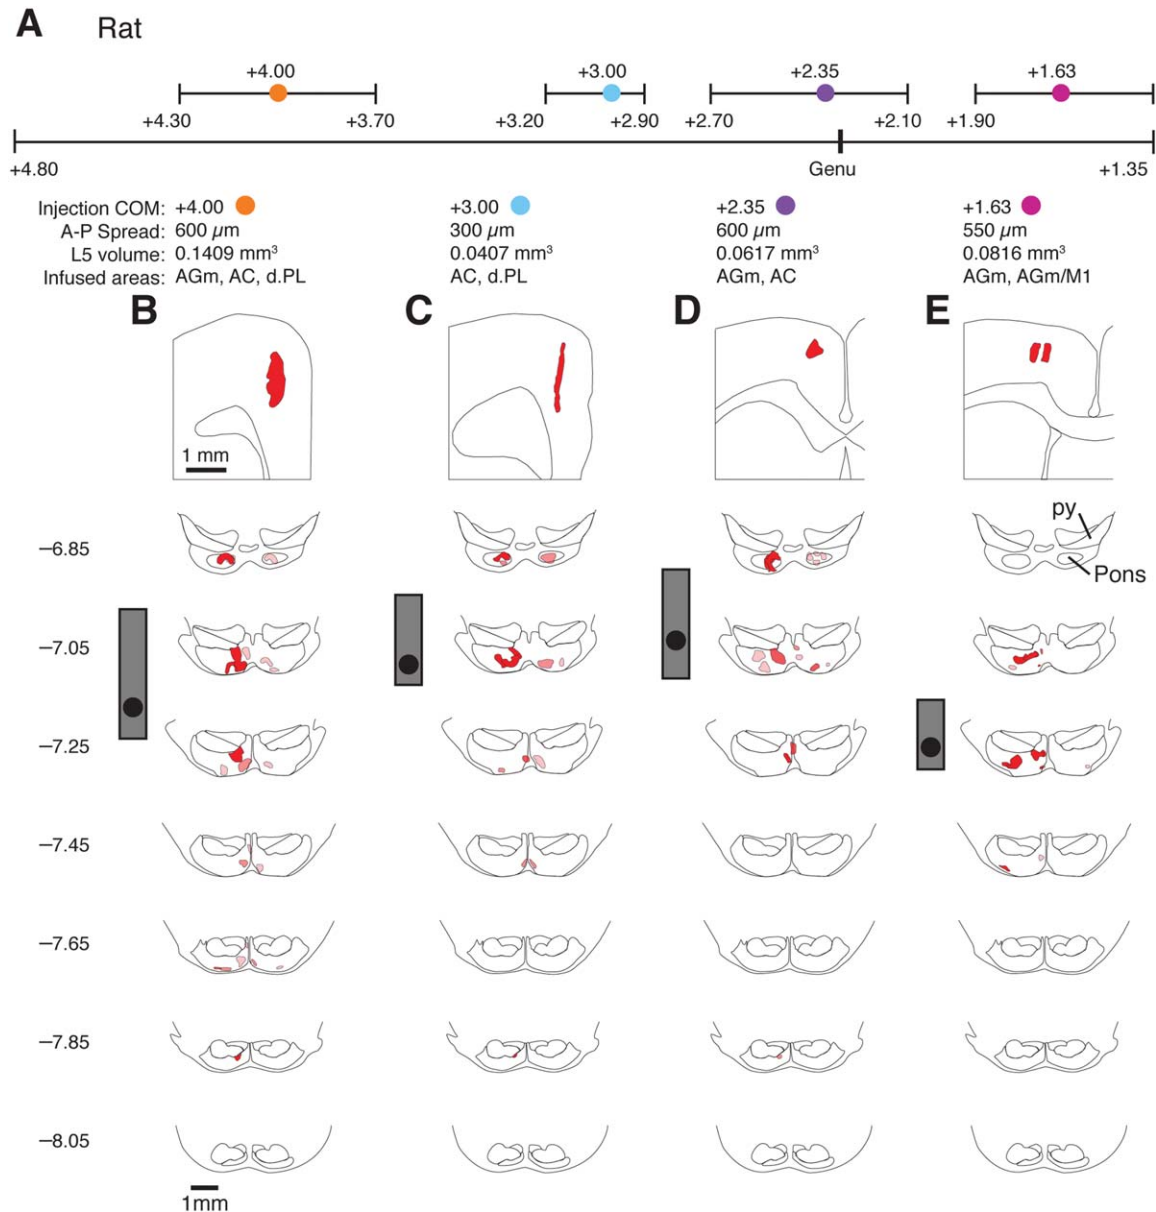 A Rat
+4.00 +3.00 +2.35 +1.63
+4.30 +3.70 +3.20 +2.90 +2.70 +2.10 +1.90
+4.80 Genu +1.35
Injection COM: +4.00 +3.00 +2.35 +1.63
A-P Spread: 600 µm 300 µm 600 µm 550 µm
L5 volume: 0.1409 mm³ 0.0407 mm³ 0.0617 mm³ 0.0816 mm³
Infused areas: AGm, AC, d.PL AC, d.PL AGm, AC AGm, AGm/M1
B C D E
1 mm
py
−6.85
Pons
−7.05
−7.25
−7.45
−7.65
−7.85
−8.05
1mm